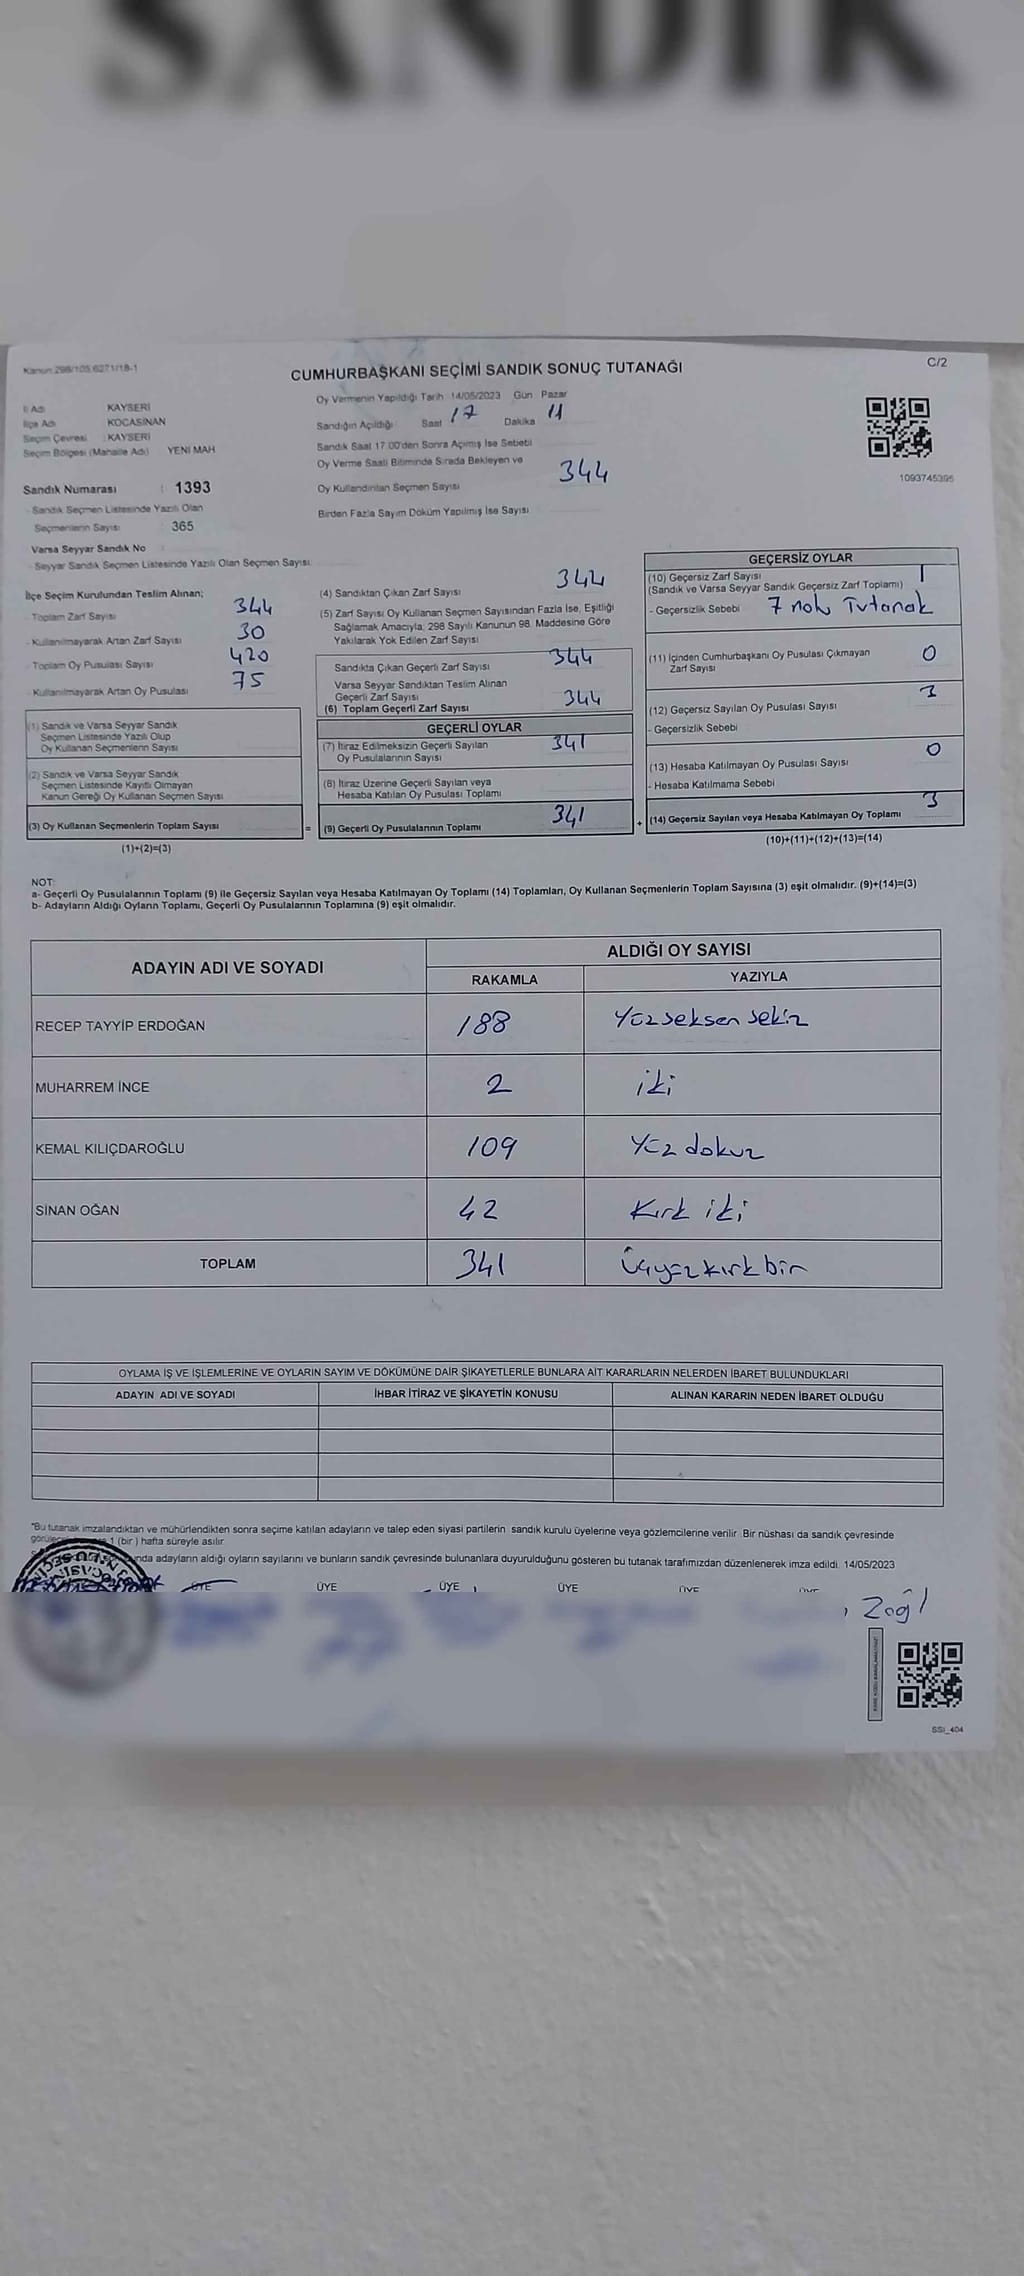 SANDIK
Kanun:298/105,6271/18-1
C/2
CUMHURBAŞKANI SEÇİMİ SANDIK SONUÇ TUTANAĞI
İl Adı : KAYSERİ
İlçe Adı : KOCASİNAN
Seçim Çevresi : KAYSERİ
Seçim Bölgesi (Mahalle Adı) YENİ MAH
Sandık Numarası : 1393
- Sandık Seçmen Listesinde Yazılı Olan
Seçmenlerin Sayısı : 365
Varsa Seyyar Sandık No
- Seyyar Sandık Seçmen Listesinde Yazılı Olan Seçmen Sayısı:
Oy Vermenin Yapıldığı Tarih :14/05/2023 Gün Pazar
Sandığın Açıldığı Saat 17 Dakika 11
Sandık Saat 17:00'den Sonra Açılmış İse Sebebi
Oy Verme Saati Bitiminde Sırada Bekleyen ve
Oy Kullandırılan Seçmen Sayısı 344
Birden Fazla Sayım Döküm Yapılmış İse Sayısı
1093745395
İlçe Seçim Kurulundan Teslim Alınan;
- Toplam Zarf Sayısı 344
- Kullanılmayarak Artan Zarf Sayısı 30
- Toplam Oy Pusulası Sayısı 420
- Kullanılmayarak Artan Oy Pusulası 75
(1) Sandık ve Varsa Seyyar Sandık
Seçmen Listesinde Yazılı Olup
Oy Kullanan Seçmenlerin Sayısı
(2) Sandık ve Varsa Seyyar Sandık
Seçmen Listesinde Kayıtlı Olmayan
Kanun Gereği Oy Kullanan Seçmen Sayısı
(3) Oy Kullanan Seçmenlerin Toplam Sayısı =
(1)+(2)=(3)
(4) Sandıktan Çıkan Zarf Sayısı 344
(5) Zarf Sayısı Oy Kullanan Seçmen Sayısından Fazla İse, Eşitliği
Sağlamak Amacıyla, 298 Sayılı Kanunun 98. Maddesine Göre
Yakılarak Yok Edilen Zarf Sayısı
Sandıkta Çıkan Geçerli Zarf Sayısı 344
Varsa Seyyar Sandıktan Teslim Alınan
Geçerli Zarf Sayısı
(6) Toplam Geçerli Zarf Sayısı 344
GEÇERLİ OYLAR
(7) İtiraz Edilmeksizin Geçerli Sayılan
Oy Pusulalarının Sayısı 341
(8) İtiraz Üzerine Geçerli Sayılan veya
Hesaba Katılan Oy Pusulası Toplamı
(9) Geçerli Oy Pusulalarının Toplamı 341 +
GEÇERSİZ OYLAR
(10) Geçersiz Zarf Sayısı 1
(Sandık ve Varsa Seyyar Sandık Geçersiz Zarf Toplamı)
- Geçersizlik Sebebi 7 nolu Tutanak
(11) İçinden Cumhurbaşkanı Oy Pusulası Çıkmayan
Zarf Sayısı 0
(12) Geçersiz Sayılan Oy Pusulası Sayısı 3
- Geçersizlik Sebebi
(13) Hesaba Katılmayan Oy Pusulası Sayısı 0
- Hesaba Katılmama Sebebi
(14) Geçersiz Sayılan veya Hesaba Katılmayan Oy Toplamı 3
(10)+(11)+(12)+(13)=(14)
NOT:
a- Geçerli Oy Pusulalarının Toplamı (9) ile Geçersiz Sayılan veya Hesaba Katılmayan Oy Toplamı (14) Toplamları, Oy Kullanan Seçmenlerin Toplam Sayısına (3) eşit olmalıdır. (9)+(14)=(3)
b- Adayların Aldığı Oyların Toplamı, Geçerli Oy Pusulalarının Toplamına (9) eşit olmalıdır.
ADAYIN ADI VE SOYADI ALDIĞI OY SAYISI
RAKAMLA YAZIYLA
RECEP TAYYİP ERDOĞAN 188 Yüzseksen sekiz
MUHARREM İNCE 2 iki
KEMAL KILIÇDAROĞLU 109 Yüz dokuz
SİNAN OĞAN 42 Kırk iki
TOPLAM 341 Üçyüzkırkbir
OYLAMA İŞ VE İŞLEMLERİNE VE OYLARIN SAYIM VE DÖKÜMÜNE DAİR ŞİKAYETLERLE BUNLARA AİT KARARLARIN NELERDEN İBARET BULUNDUKLARI
ADAYIN ADI VE SOYADI İHBAR İTİRAZ VE ŞİKAYETİN KONUSU ALINAN KARARIN NEDEN İBARET OLDUĞU
*Bu tutanak imzalandıktan ve mühürlendikten sonra seçime katılan adayların ve talep eden siyasi partilerin sandık kurulu üyelerine veya gözlemcilerine verilir. Bir nüshası da sandık çevresinde
1 (bir) hafta süreyle asılır.
adayların aldığı oyların sayılarını ve bunların sandık çevresinde bulunanlara duyurulduğunu gösteren bu tutanak tarafımızdan düzenlenerek imza edildi. 14/05/2023
ÜYE ÜYE ÜYE ÜYE ÜYE
SSİ_404